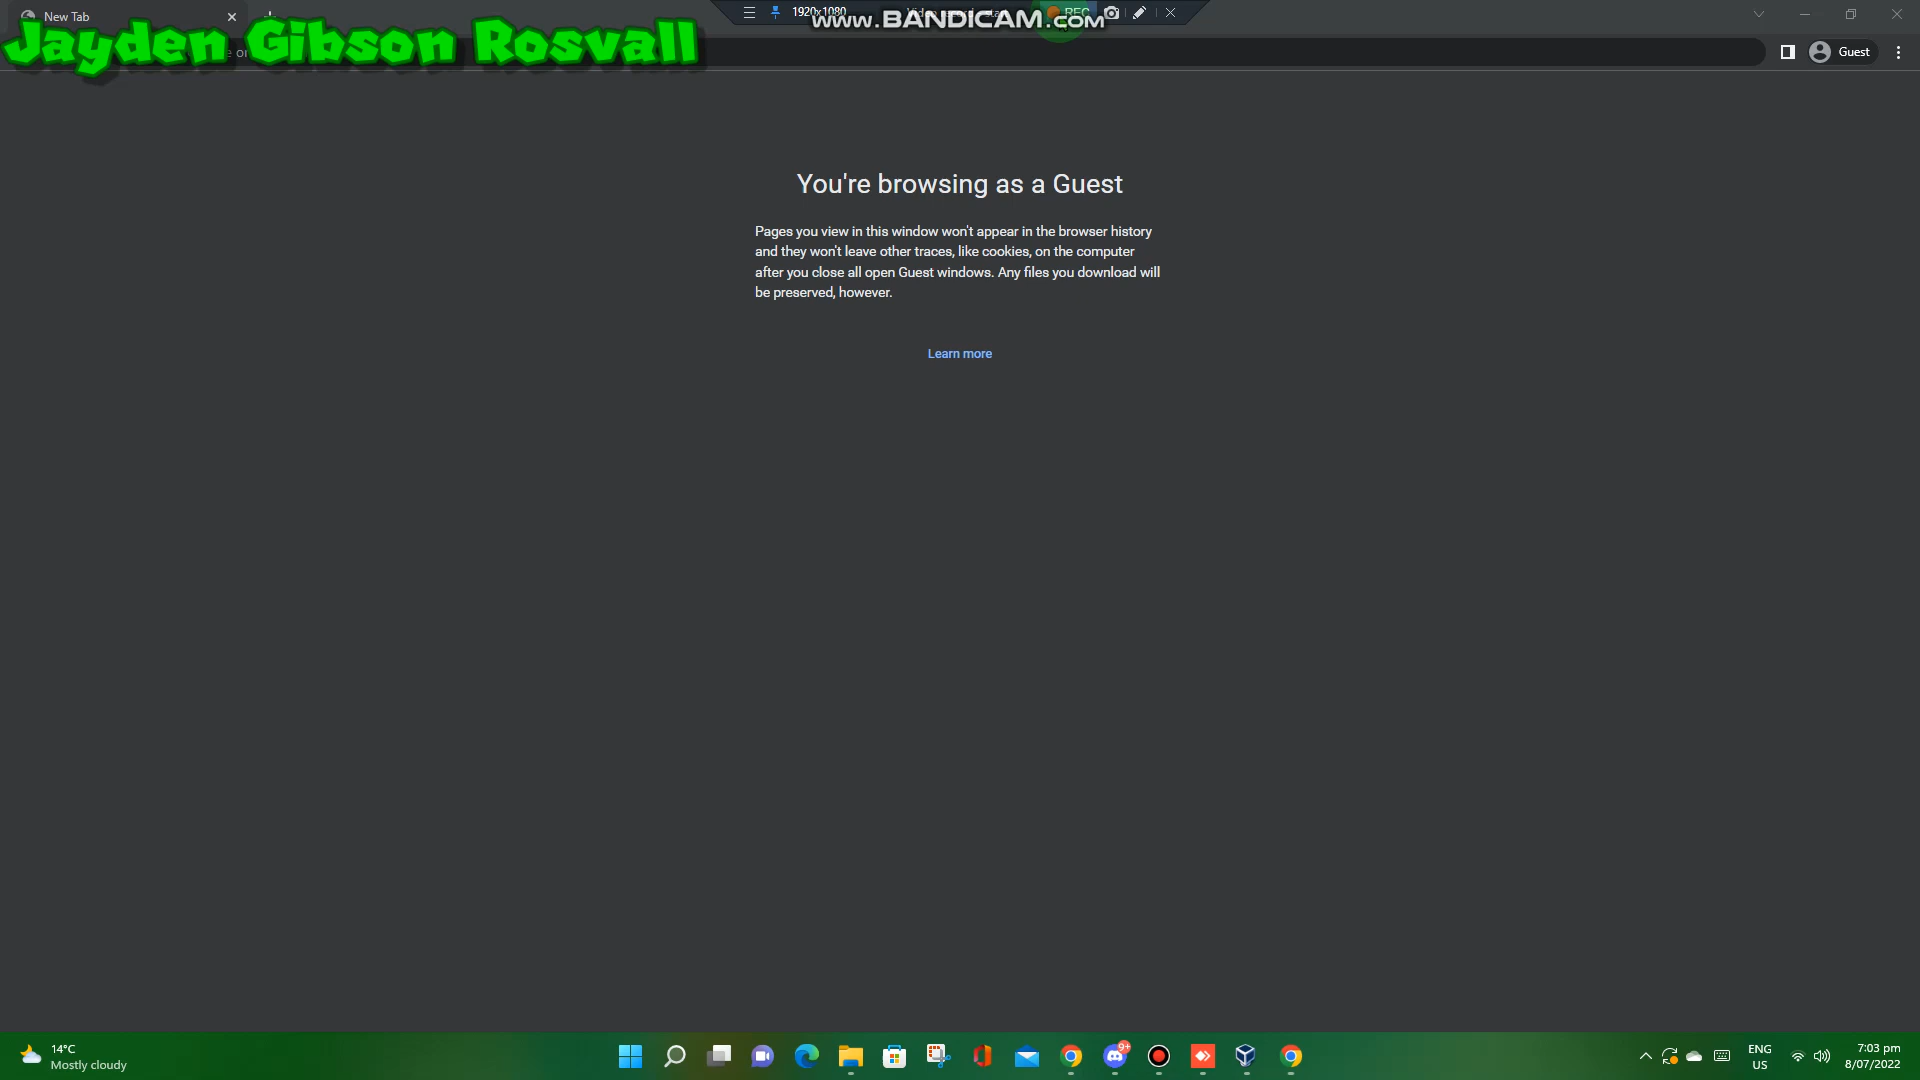 New Tab
1920x1080
REC
www.BANDICAM.com
Jayden Gibson Rosvall
Guest
You're browsing as a Guest
Pages you view in this window won't appear in the browser history
and they won't leave other traces, like cookies, on the computer
after you close all open Guest windows. Any files you download will
be preserved, however.
Learn more
14°C
Mostly cloudy
9+
ENG
US
7:03 pm
8/07/2022